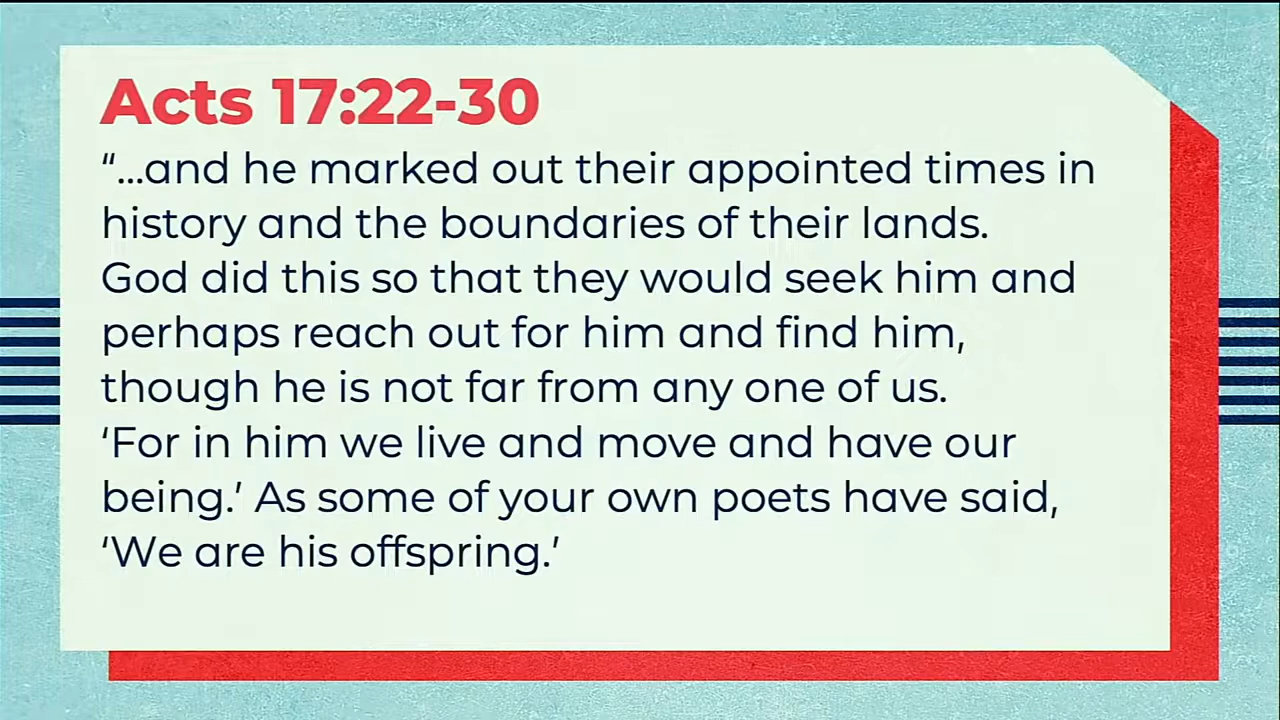 Acts 17:22-30
“...and he marked out their appointed times in
history and the boundaries of their lands.
God did this so that they would seek him and
perhaps reach out for him and find him,
though he is not far from any one of us.
‘For in him we live and move and have our
being.’ As some of your own poets have said,
‘We are his offspring.’